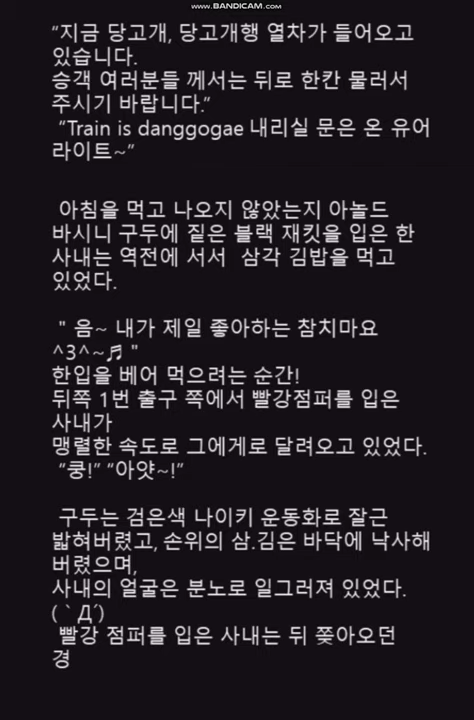 WWW.BANDICAM.COM
“지금 당고개, 당고개행 열차가 들어오고
있습니다.
승객 여러분들 께서는 뒤로 한칸 물러서
주시기 바랍니다.”
“Train is danggogae 내리실 문은 온 유어
라이트~”
아침을 먹고 나오지 않았는지 아놀드
바시니 구두에 짙은 블랙 재킷을 입은 한
사내는 역전에 서서 삼각 김밥을 먹고
있었다.
" 음~ 내가 제일 좋아하는 참치마요
^3^~♬ "
한입을 베어 먹으려는 순간!
뒤쪽 1번 출구 쪽에서 빨강점퍼를 입은
사내가
맹렬한 속도로 그에게로 달려오고 있었다.
“쿵!” “아얏~!”
구두는 검은색 나이키 운동화로 잘근
밟혀버렸고, 손위의 삼.김은 바닥에 낙사해
버렸으며,
사내의 얼굴은 분노로 일그러져 있었다.
( ` Д´)
빨강 점퍼를 입은 사내는 뒤 쫓아오던
경